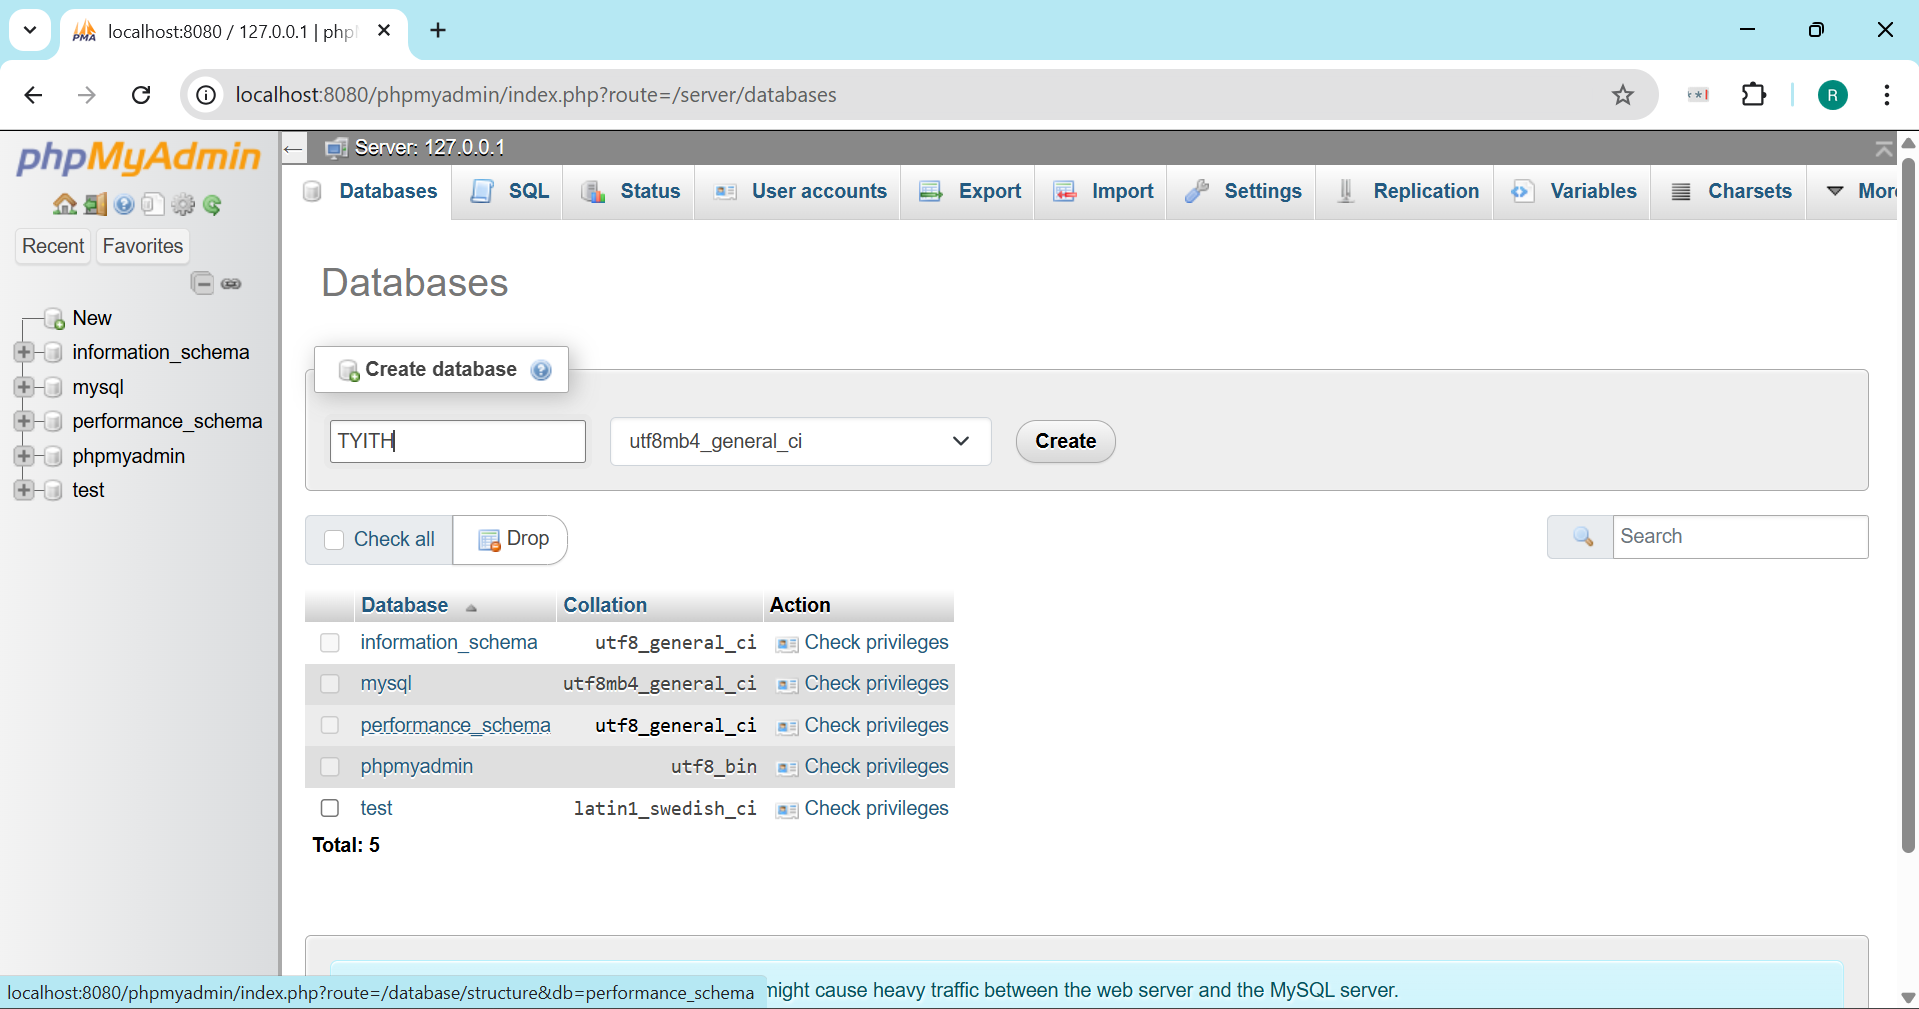 localhost:8080 / 127.0.0.1 | php
localhost:8080/phpmyadmin/index.php?route=/server/databases
R
phpMyAdmin
Recent Favorites
New
information_schema
mysql
performance_schema
phpmyadmin
test
Server: 127.0.0.1
Databases SQL Status User accounts Export Import Settings Replication Variables Charsets More
Databases
Create database
TYITH utf8mb4_general_ci Create
Check all Drop Search
Database Collation Action
information_schema utf8_general_ci Check privileges
mysql utf8mb4_general_ci Check privileges
performance_schema utf8_general_ci Check privileges
phpmyadmin utf8_bin Check privileges
test latin1_swedish_ci Check privileges
Total: 5
might cause heavy traffic between the web server and the MySQL server.
localhost:8080/phpmyadmin/index.php?route=/database/structure&db=performance_schema